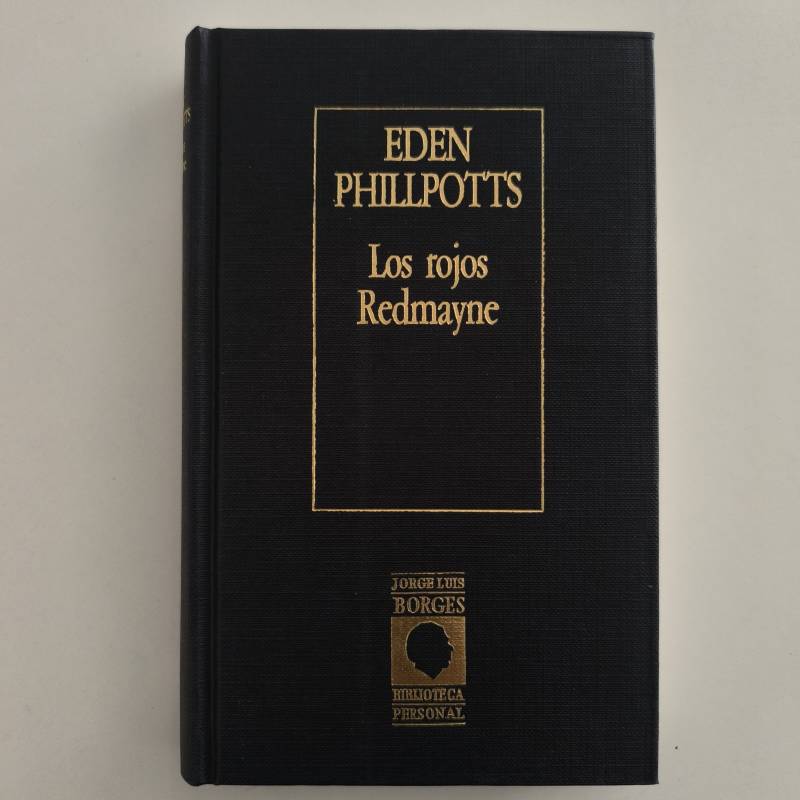 EDEN
PHILLPOTTS
Los rojos
Redmayne
JORGE LUIS
BORGES
BIBLIOTECA
PERSONAL